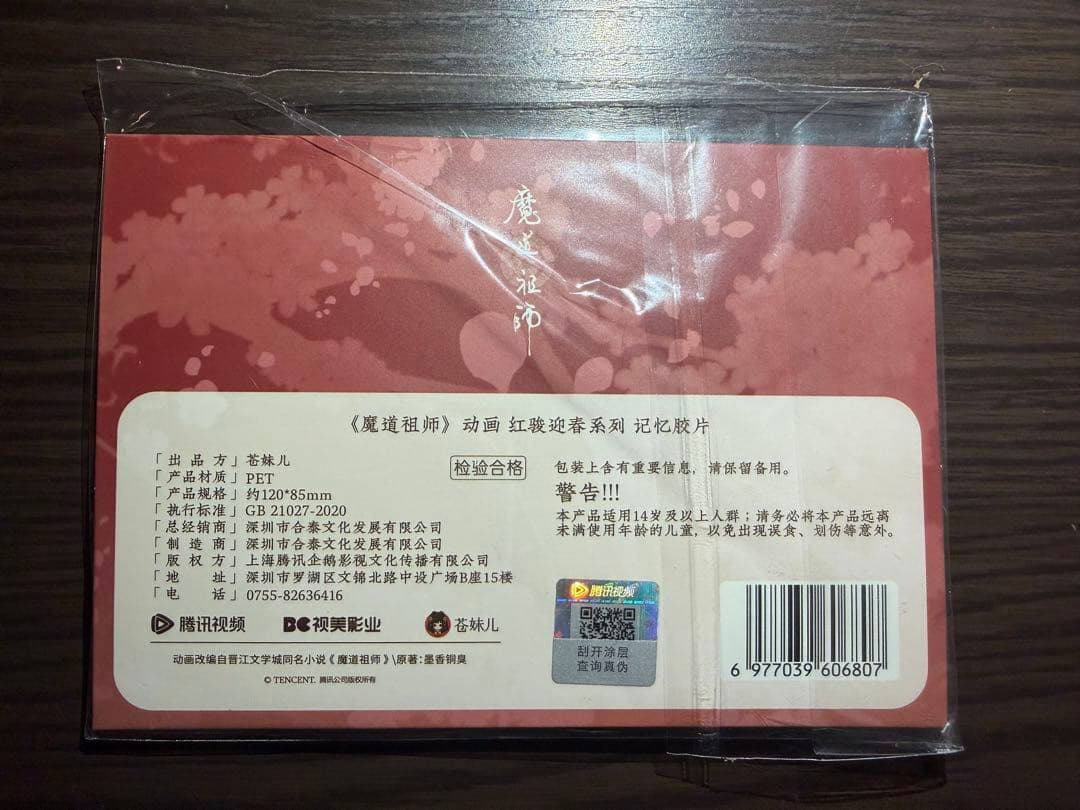 魔道祖师
《魔道祖师》动画 红骏迎春系列 记忆胶片
「出品方」苍妹儿
「产品材质」PET
「产品规格」约120*85mm
「执行标准」GB 21027-2020
「总经销商」深圳市合泰文化发展有限公司
「制造商」深圳市合泰文化发展有限公司
「版权方」上海腾讯企鹅影视文化传播有限公司
「地址」深圳市罗湖区文锦北路中设广场B座15楼
「电话」0755-82636416
检验合格
包装上含有重要信息，请保留备用。
警告!!!
本产品适用14岁及以上人群；请务必将本产品远离
未满使用年龄的儿童，以免出现误食、划伤等意外。
腾讯视频
视美影业
苍妹儿
动画改编自晋江文学城同名小说《魔道祖师》\原著：墨香铜臭
© TENCENT. 腾讯公司版权所有
腾讯视频
刮开涂层
查询真伪
6 977039 606807